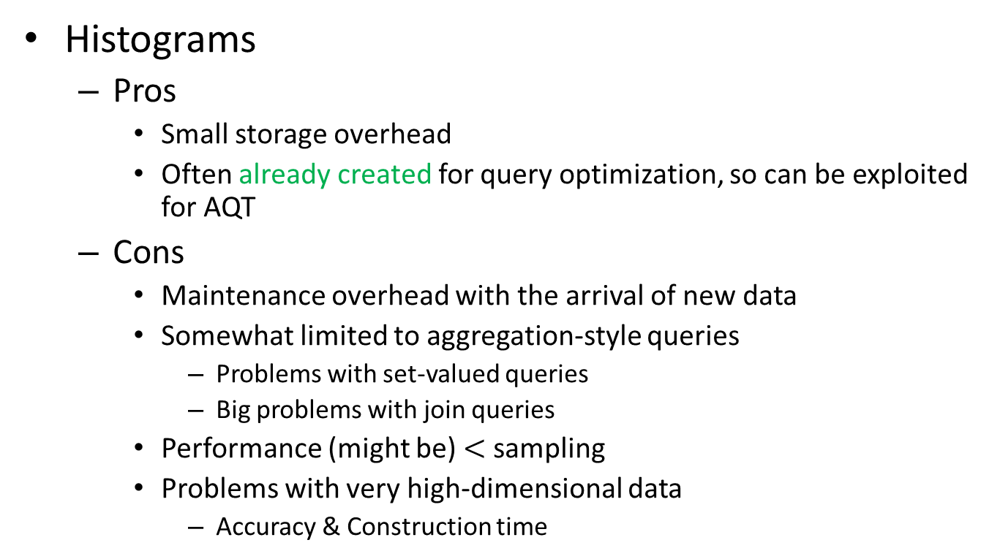 • Histograms
– Pros
• Small storage overhead
• Often already created for query optimization, so can be exploited
for AQT
– Cons
• Maintenance overhead with the arrival of new data
• Somewhat limited to aggregation-style queries
– Problems with set-valued queries
– Big problems with join queries
• Performance (might be) < sampling
• Problems with very high-dimensional data
– Accuracy & Construction time